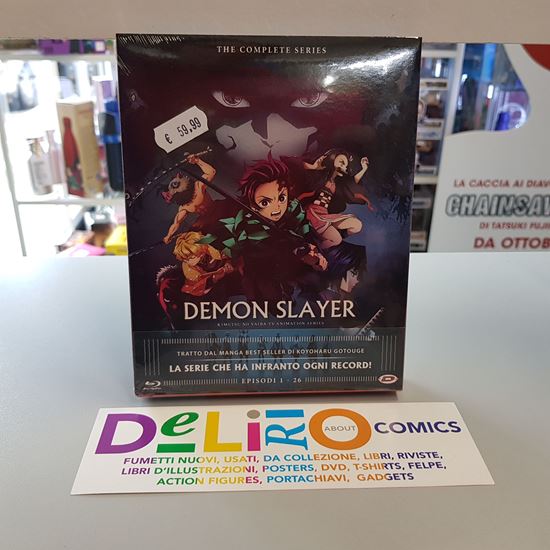 THE COMPLETE SERIES
€ 59,99
DEMON SLAYER
KIMETSU NO YAIBA TV ANIMATION SERIES
TRATTO DAL MANGA BEST SELLER DI KOYOHARU GOTOUGE
LA SERIE CHE HA INFRANTO OGNI RECORD!
EPISODI 1 - 26
LA CACCIA AI DIAVO
CHAINSAW
DI TATSUKI FUJI
DA OTTOB
DeLiRiO ABOUT COMICS
FUMETTI NUOVI, USATI, DA COLLEZIONE, LIBRI, RIVISTE,
LIBRI D'ILLUSTRAZIONI, POSTERS, DVD, T-SHIRTS, FELPE,
ACTION FIGURES, PORTACHIAVI, GADGETS